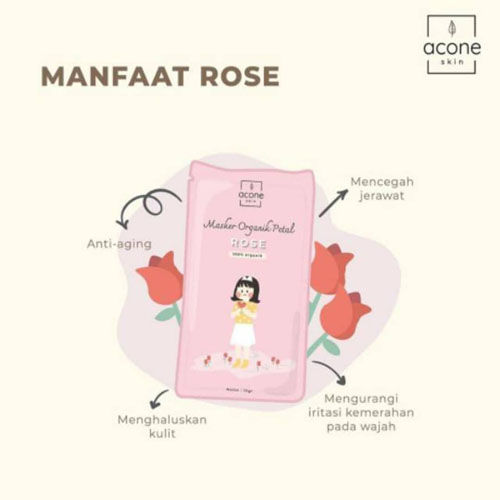 acone
skin
MANFAAT ROSE
acone
skin
Masker Organik Petal
ROSE
100% organik
Mencegah
jerawat
Anti-aging
Menghaluskan
kulit
Mengurangi
iritasi kemerahan
pada wajah